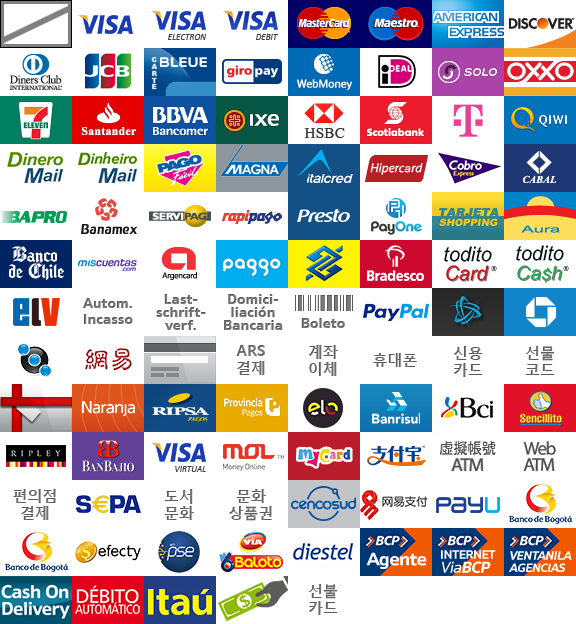 VISA
VISA
ELECTRON
VISA
DEBIT
MasterCard
Maestro
AMERICAN
EXPRESS
DISCOVER
Diners Club
INTERNATIONAL
JCB
CARTE
BLEUE
giropay
WebMoney
iDEAL
SOLO
OXXO
7
ELEVEN
Santander
BBVA
Bancomer
IXE
HSBC
Scotiabank
T
QIWI
Dinero
Mail
Dinheiro
Mail
PAGO
Fácil
MAGNA
italcred
Hipercard
Cobro
Express
CABAL
BAPRO
Banamex
SERVIPAG
rapipago
Presto
PayOne
TARJETA
SHOPPING
Aura
Banco
de Chile
miscuentas
.com
a
Argencard
paggo
Bradesco
todito
Card®
todito
Ca$h®
ELV
Autom.
Incasso
Last-
schrift-
verf.
Domici-
liación
Bancaria
Boleto
PayPal
網易
ARS
결제
계좌
이체
휴대폰
신용
카드
선물
코드
Naranja
RIPSA
PAGOS
Provincia
Pagos
elo
Banrisul
Bci
Sencillito
RIPLEY
BANBAJIO
VISA
VIRTUAL
MOL™
Money Online
MyCard
支付宝
虛擬帳號
ATM
Web
ATM
편의점
결제
S€PA
도서
문화
문화
상품권
cencosud
网易支付
PAYU
Banco de Bogotá
Banco de Bogotá
efecty
pse
VIA
Baloto
diestel
BCP
Agente
BCP
INTERNET
ViaBCP
BCP
VENTANILLA
AGENCIAS
Cash On
Delivery
DÉBITO
AUTOMÁTICO
Itaú
$
선불
카드